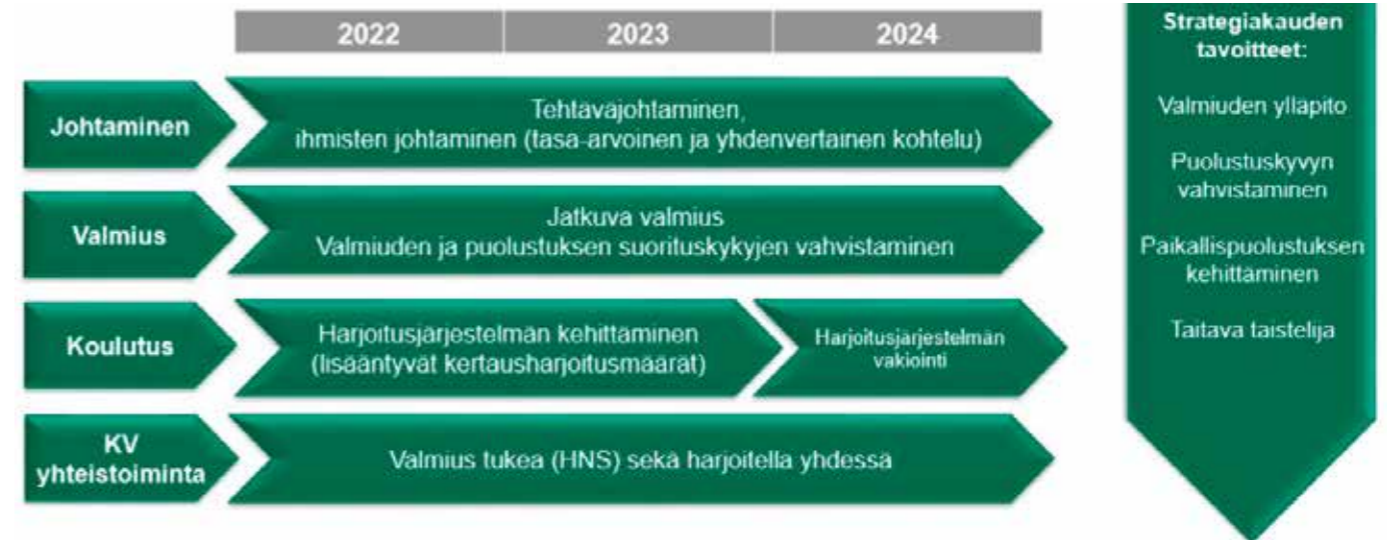 2022 2023 2024
Johtaminen
Tehtäväjohtaminen,
ihmisten johtaminen (tasa-arvoinen ja yhdenvertainen kohtelu)
Valmius
Jatkuva valmius
Valmiuden ja puolustuksen suorituskykyjen vahvistaminen
Koulutus
Harjoitusjärjestelmän kehittäminen
(lisääntyvät kertausharjoitusmäärät)
Harjoitusjärjestelmän
vakiointi
KV
yhteistoiminta
Valmius tukea (HNS) sekä harjoitella yhdessä
Strategiakauden
tavoitteet:
Valmiuden ylläpito
Puolustuskyvyn
vahvistaminen
Paikallispuolustuksen
kehittäminen
Taitava taistelija